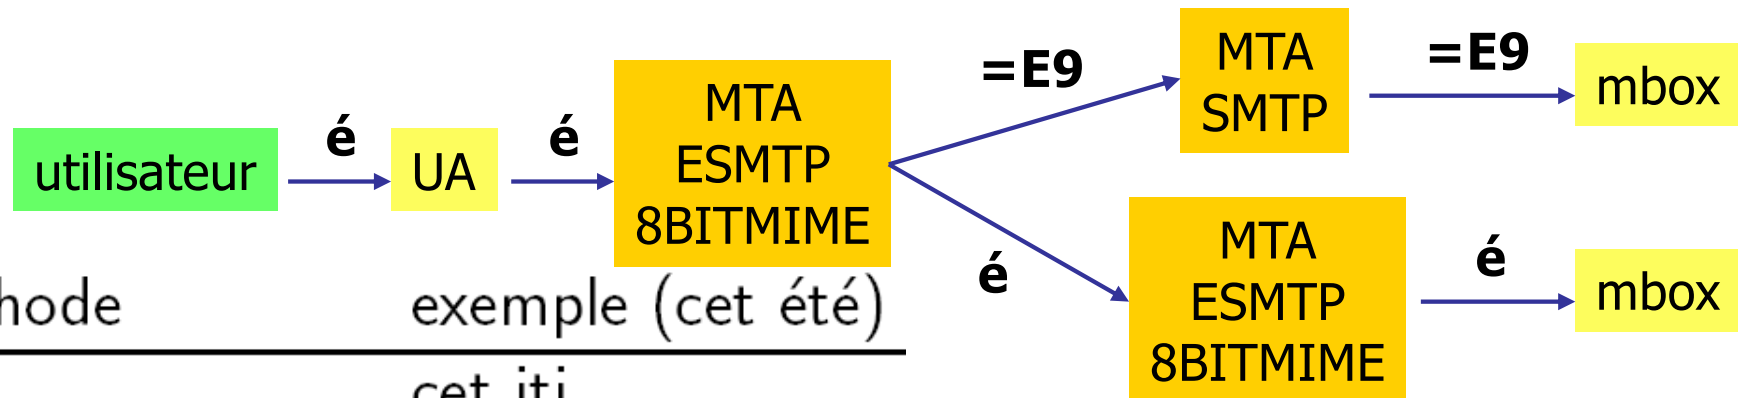 utilisateur
é
UA
é
MTA
ESMTP
8BITMIME
=E9
MTA
SMTP
=E9
mbox
é
MTA
ESMTP
8BITMIME
é
mbox
hode exemple (cet été)
cet iti